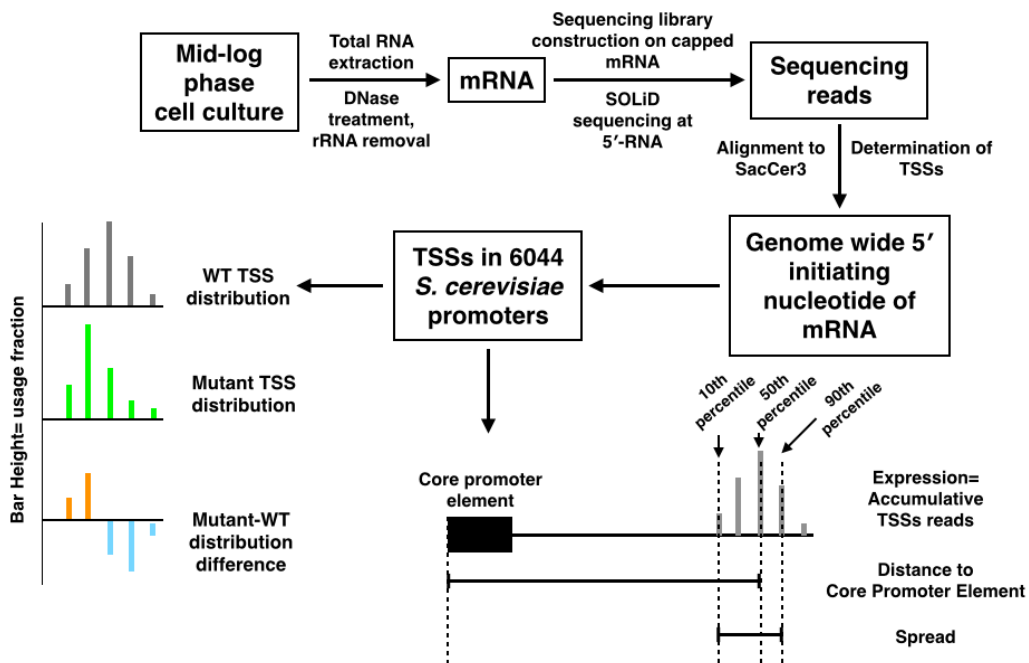 Mid-log
phase
cell culture
Total RNA
extraction
DNase
treatment,
rRNA removal
mRNA
Sequencing library
construction on capped
mRNA
SOLiD
sequencing at
5′-RNA
Sequencing
reads
Alignment to
SacCer3
Determination of
TSSs
Genome wide 5′
initiating
nucleotide of
mRNA
TSSs in 6044
S. cerevisiae
promoters
WT TSS
distribution
Mutant TSS
distribution
Mutant-WT
distribution
difference
Bar Height= usage fraction
Core promoter
element
10th
percentile
50th
percentile
90th
percentile
Expression=
Accumulative
TSSs reads
Distance to
Core Promoter Element
Spread